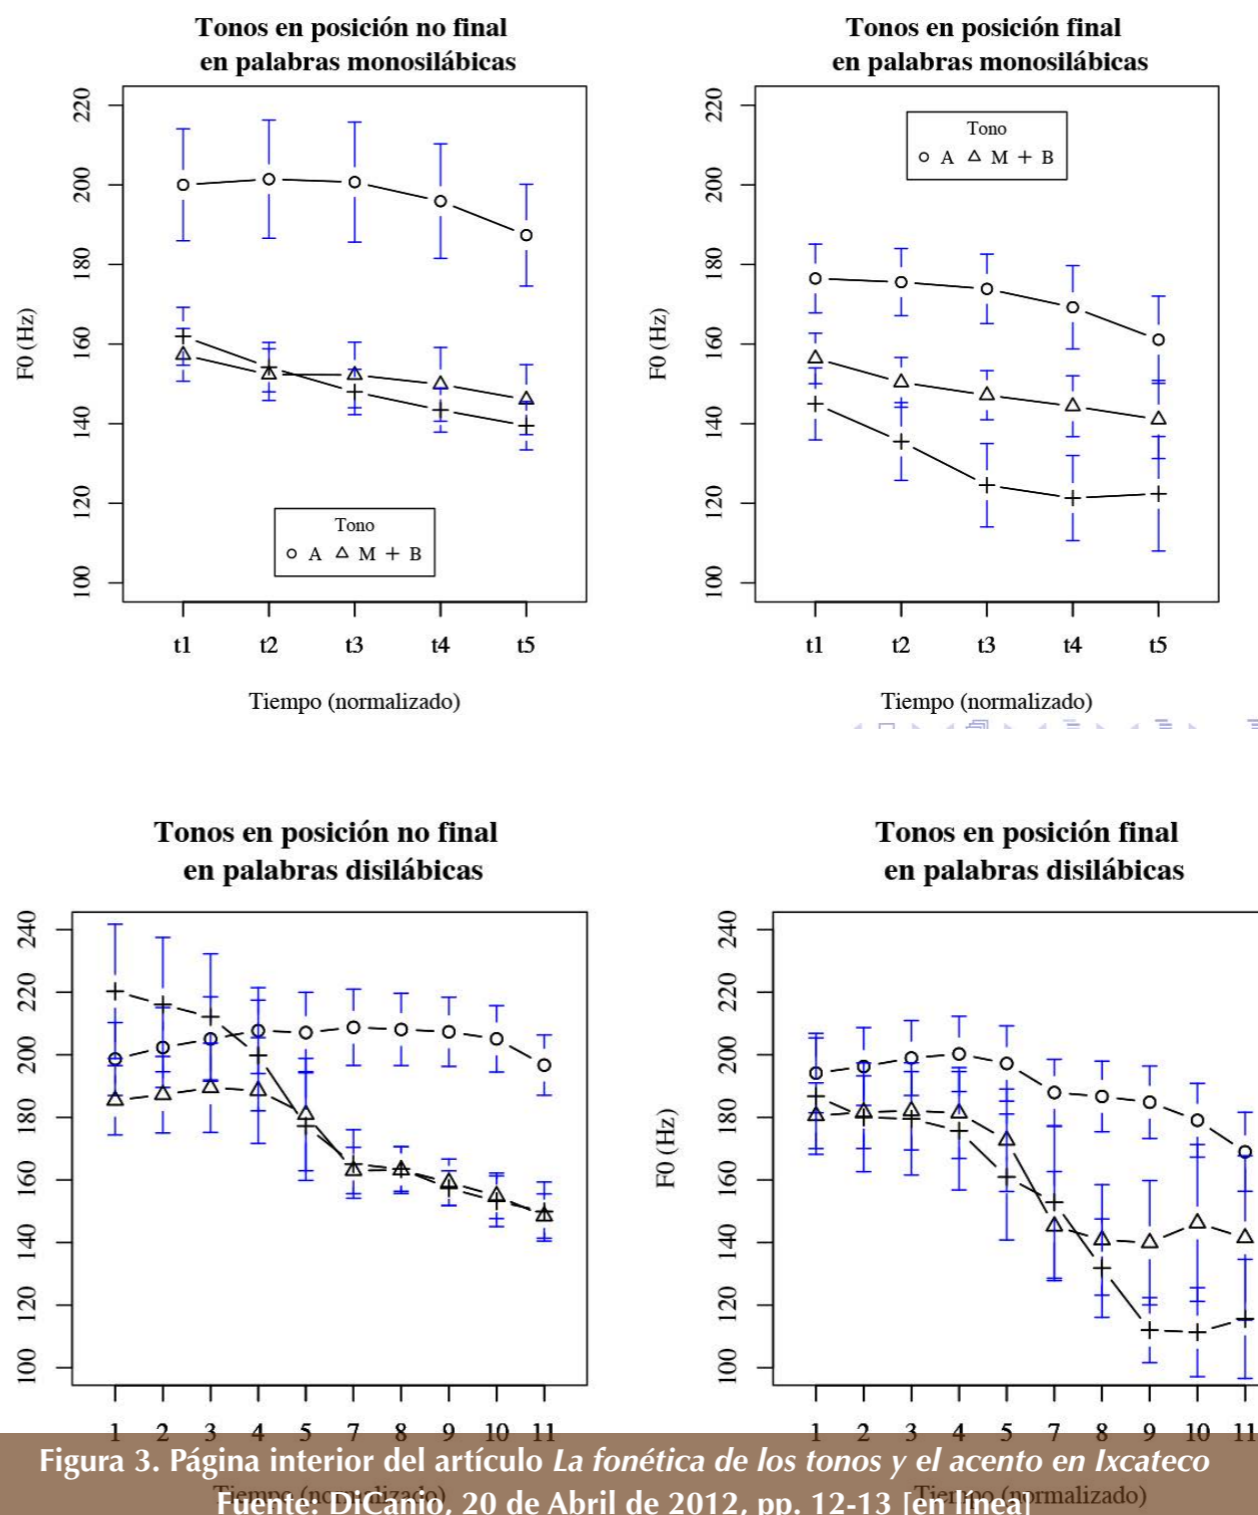 Tonos en posición no final
en palabras monosilábicas
F0 (Hz)
220
200
180
160
140
120
100
Tono
A M B
t1 t2 t3 t4 t5
Tiempo (normalizado)
Tonos en posición final
en palabras monosilábicas
F0 (Hz)
220
200
180
160
140
120
100
Tono
A M B
t1 t2 t3 t4 t5
Tiempo (normalizado)
Tonos en posición no final
en palabras disilábicas
240
220
200
180
160
140
120
100
1 2 3 4 5 7 8 9 10 11
Tiempo (normalizado)
Tonos en posición final
en palabras disilábicas
F0 (Hz)
240
220
200
180
160
140
120
100
1 2 3 4 5 7 8 9 10 11
Tiempo (normalizado)
Figura 3. Página interior del artículo La fonética de los tonos y el acento en Ixcateco
Fuente: DiCanio, 20 de Abril de 2012, pp. 12-13 [en línea]